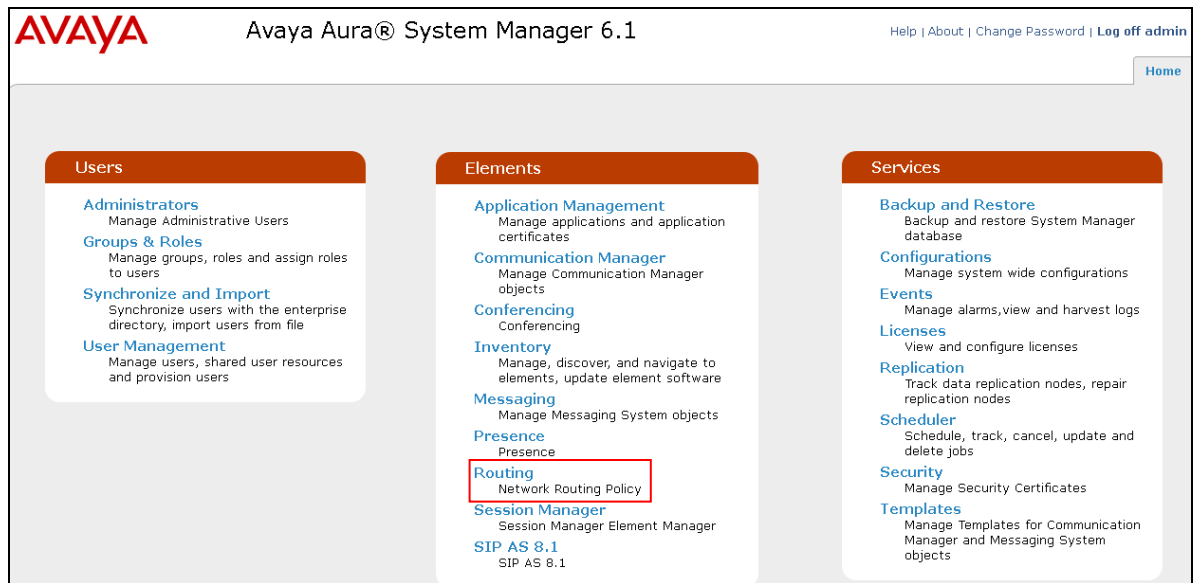 AVAYA
Avaya Aura® System Manager 6.1
Help | About | Change Password | Log off admin
Home
Users
Administrators
Manage Administrative Users
Groups & Roles
Manage groups, roles and assign roles
to users
Synchronize and Import
Synchronize users with the enterprise
directory, import users from file
User Management
Manage users, shared user resources
and provision users
Elements
Application Management
Manage applications and application
certificates
Communication Manager
Manage Communication Manager
objects
Conferencing
Conferencing
Inventory
Manage, discover, and navigate to
elements, update element software
Messaging
Manage Messaging System objects
Presence
Presence
Routing
Network Routing Policy
Session Manager
Session Manager Element Manager
SIP AS 8.1
SIP AS 8.1
Services
Backup and Restore
Backup and restore System Manager
database
Configurations
Manage system wide configurations
Events
Manage alarms,view and harvest logs
Licenses
View and configure licenses
Replication
Track data replication nodes, repair
replication nodes
Scheduler
Schedule, track, cancel, update and
delete jobs
Security
Manage Security Certificates
Templates
Manage Templates for Communication
Manager and Messaging System
objects